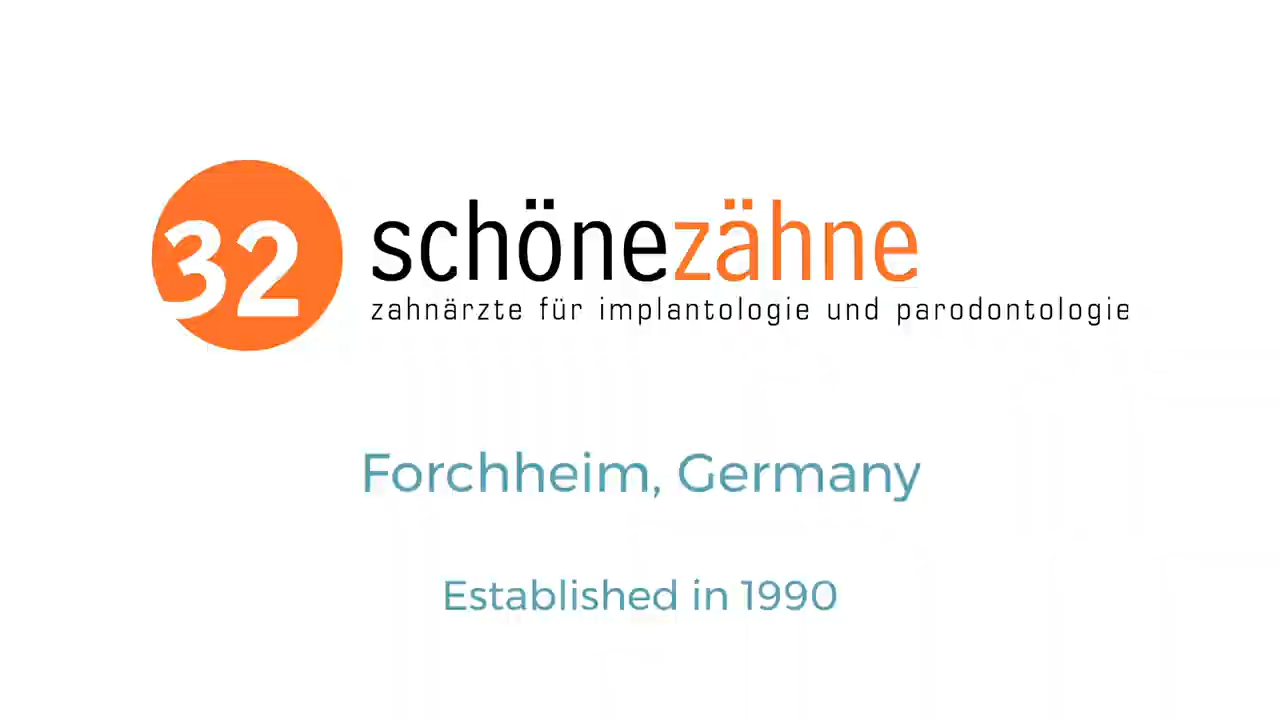 32 schönezähne
zahnärzte für implantologie und parodontologie
Forchheim, Germany
Established in 1990